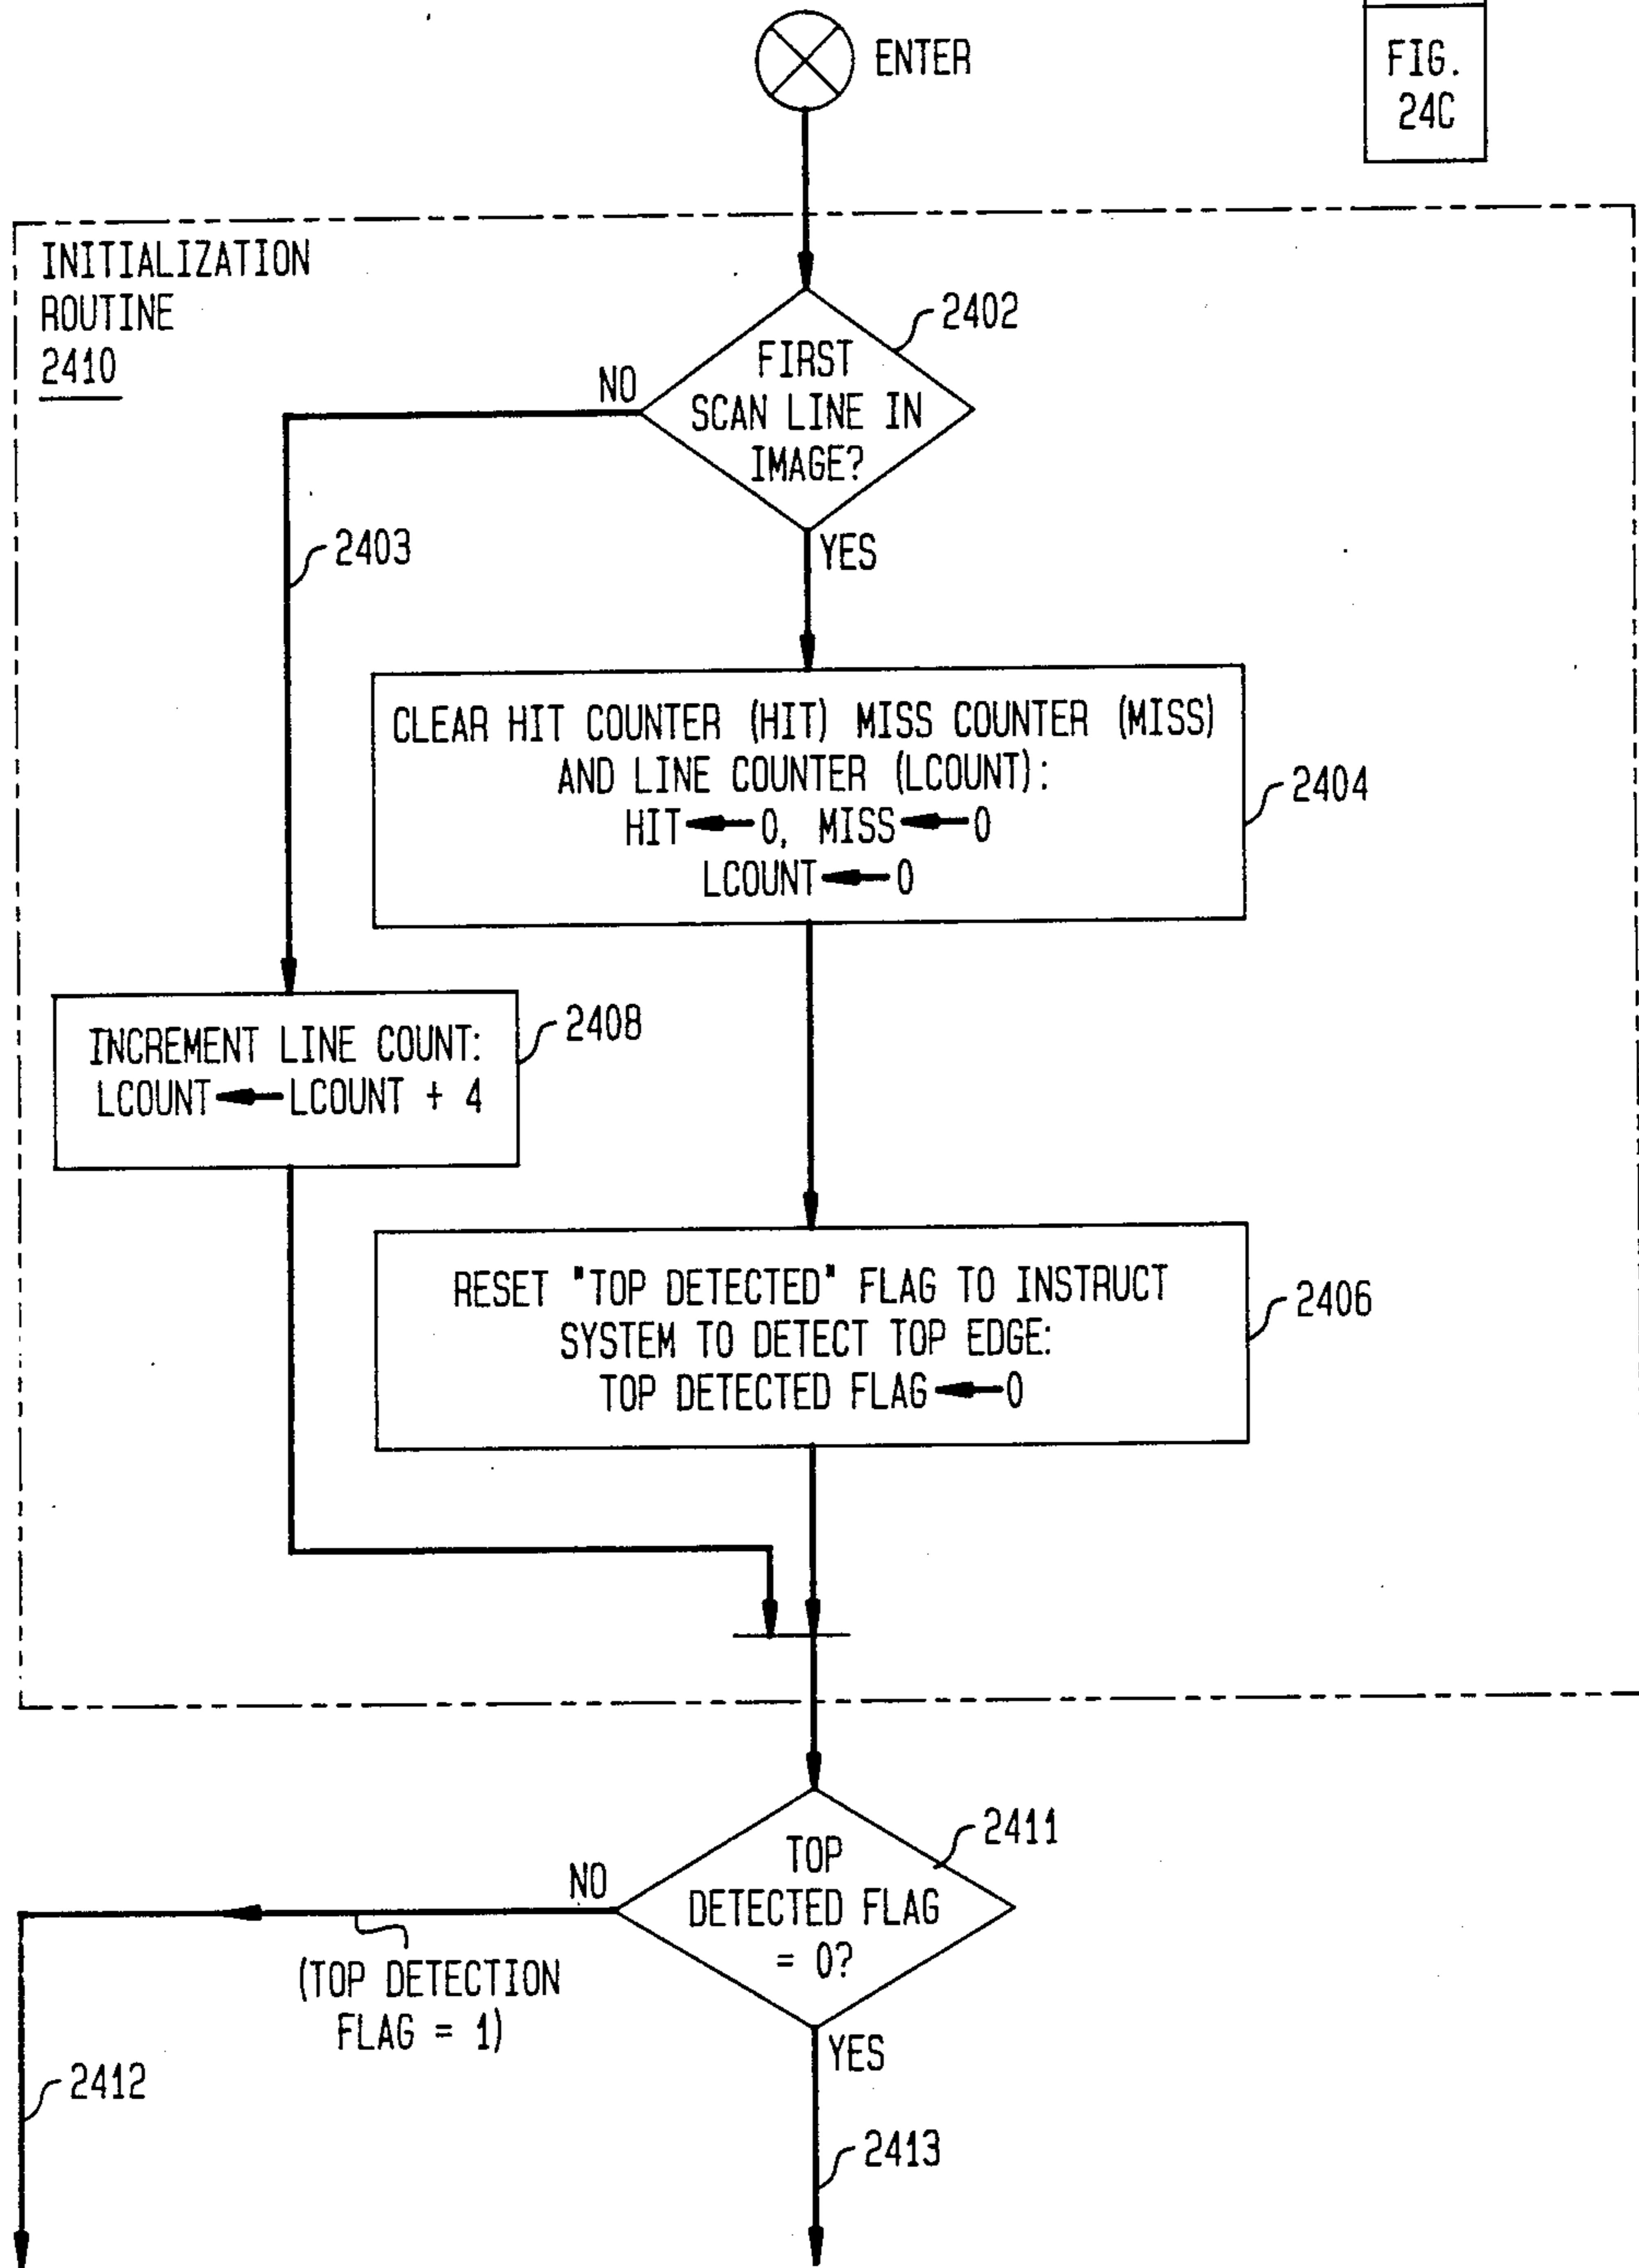 ENTER
FIG.
24C
INITIALIZATION
ROUTINE
2410
2402
FIRST
SCAN LINE IN
IMAGE?
NO
YES
2403
CLEAR HIT COUNTER (HIT) MISS COUNTER (MISS)
AND LINE COUNTER (LCOUNT):
HIT ← 0, MISS ← 0
LCOUNT ← 0
2404
INCREMENT LINE COUNT:
LCOUNT ← LCOUNT + 4
2408
RESET "TOP DETECTED" FLAG TO INSTRUCT
SYSTEM TO DETECT TOP EDGE:
TOP DETECTED FLAG ← 0
2406
2411
TOP
DETECTED FLAG
= 0?
NO
(TOP DETECTION
FLAG = 1)
YES
2412
2413